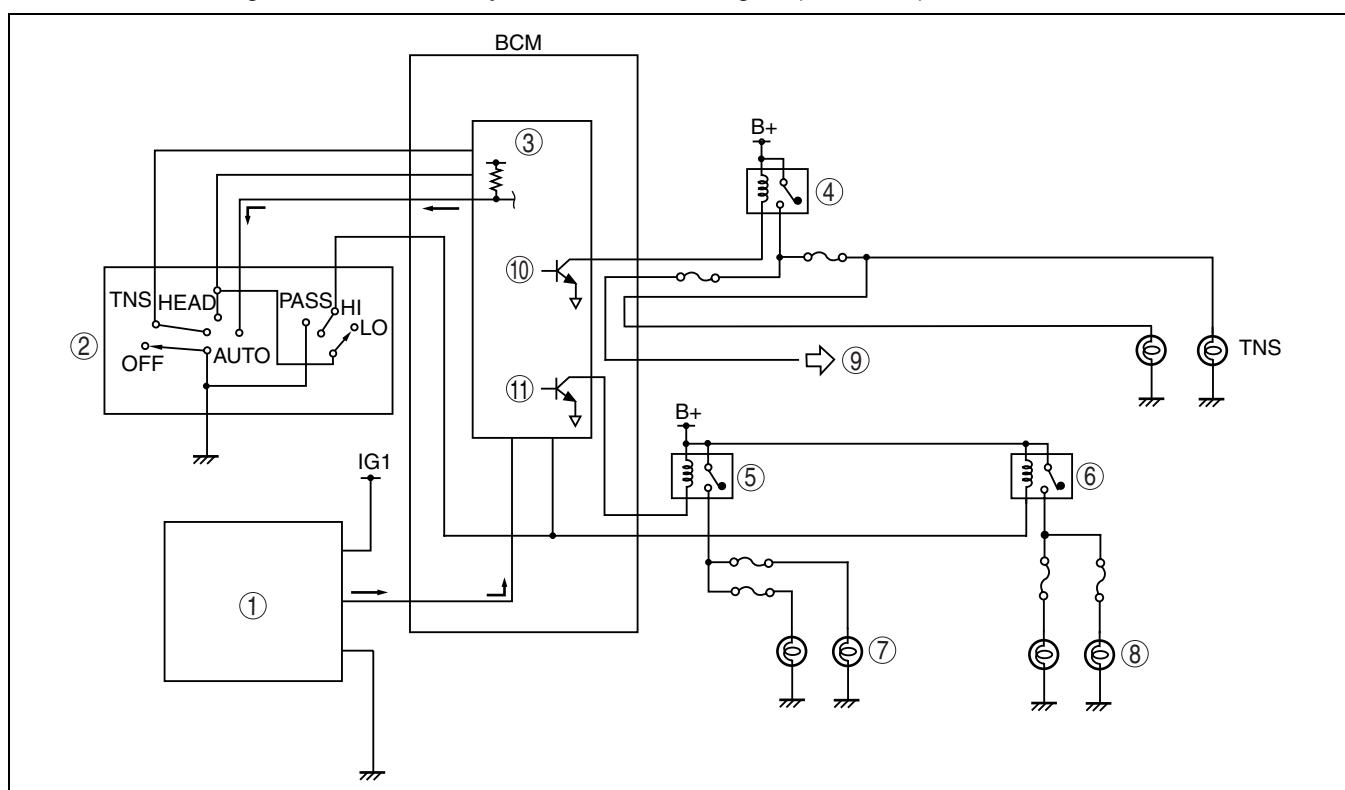 BCM
③
B+
④
⑩
TNS
HEAD
PASS
HI
LO
②
OFF
AUTO
⑨
TNS
⑪
B+
IG1
⑤
⑥
①
⑦
⑧